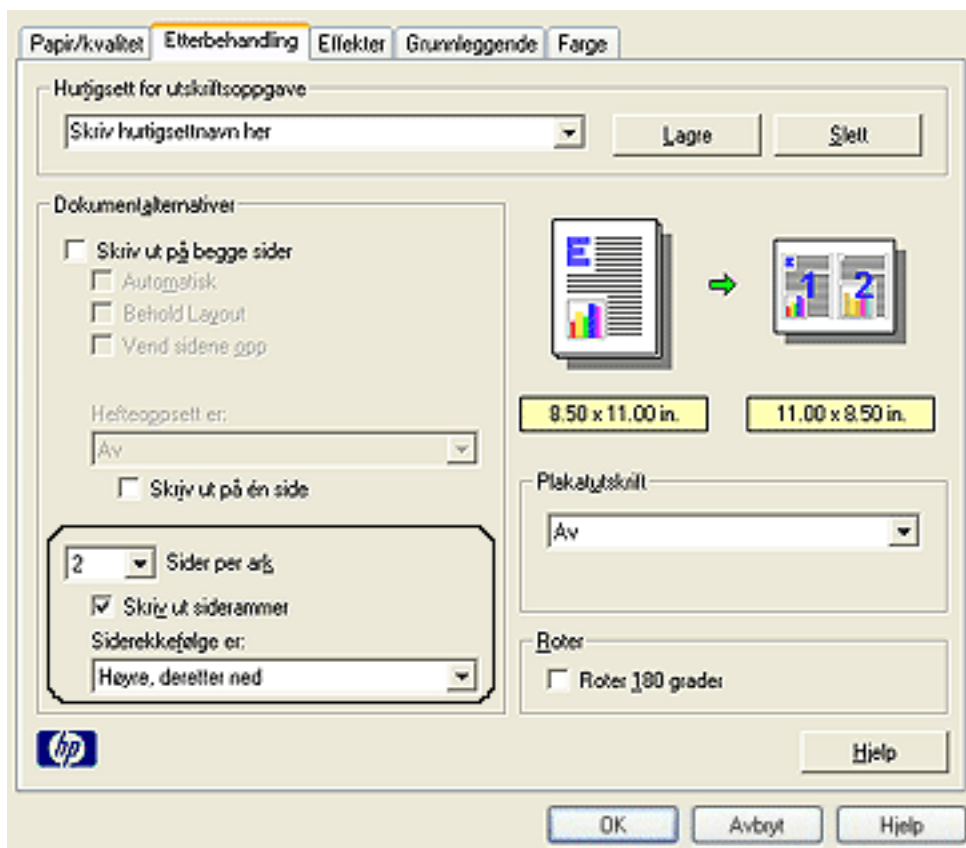 Papir/kvalitet Etterbehandling Effekter Grunnleggende Farge
Hurtigsett for utskriftsoppgave
Skriv hurtigsettnavn her Lagre Slett
Dokumentalternativer
Skriv ut på begge sider
Automatisk
Behold Layout
Vend sidene opp
E
1 2
8.50 x 11.00 in. 11.00 x 8.50 in.
Hefteoppsett er:
Av
Skriv ut på én side
Plakatutskrift
Av
2 Sider per ark
Skriv ut siderammer
Siderekkefølge er:
Høyre, deretter ned
Roter
Roter 180 grader
hp
Hjelp
OK Avbryt Hjelp